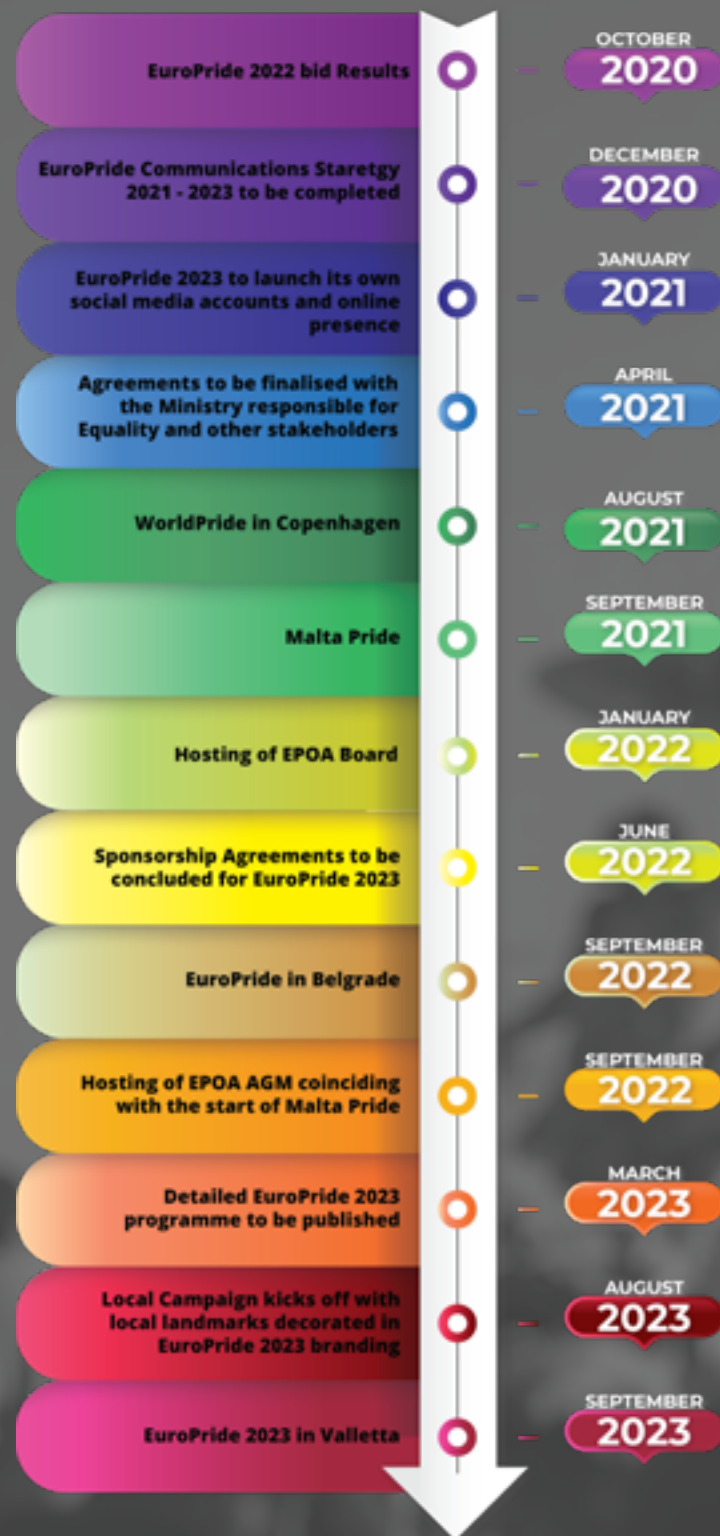 EuroPride 2022 bid Results
OCTOBER
2020
EuroPride Communications Staretgy
2021 - 2023 to be completed
DECEMBER
2020
EuroPride 2023 to launch its own
social media accounts and online
presence
JANUARY
2021
Agreements to be finalised with
the Ministry responsible for
Equality and other stakeholders
APRIL
2021
WorldPride in Copenhagen
AUGUST
2021
Malta Pride
SEPTEMBER
2021
Hosting of EPOA Board
JANUARY
2022
Sponsorship Agreements to be
concluded for EuroPride 2023
JUNE
2022
EuroPride in Belgrade
SEPTEMBER
2022
Hosting of EPOA AGM coinciding
with the start of Malta Pride
SEPTEMBER
2022
Detailed EuroPride 2023
programme to be published
MARCH
2023
Local Campaign kicks off with
local landmarks decorated in
EuroPride 2023 branding
AUGUST
2023
EuroPride 2023 in Valletta
SEPTEMBER
2023